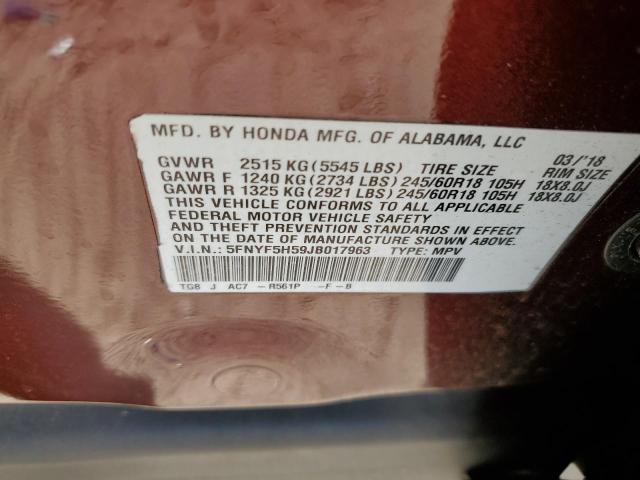 MFD. BY HONDA MFG. OF ALABAMA, LLC
03/'18
GVWR 2515 KG(5545 LBS) TIRE SIZE RIM SIZE
GAWR F 1240 KG(2734 LBS)245/60R18 105H 18X8.0J
GAWR R 1325 KG(2921 LBS)245/60R18 105H 18X8.0J
THIS VEHICLE CONFORMS TO ALL APPLICABLE
FEDERAL MOTOR VEHICLE SAFETY
AND THEFT PREVENTION STANDARDS IN EFFECT
ON THE DATE OF MANUFACTURE SHOWN ABOVE.
V.I.N.: 5FNYF5H59JB017963 TYPE: MPV
TG8 J AC7 -R561P -F-B